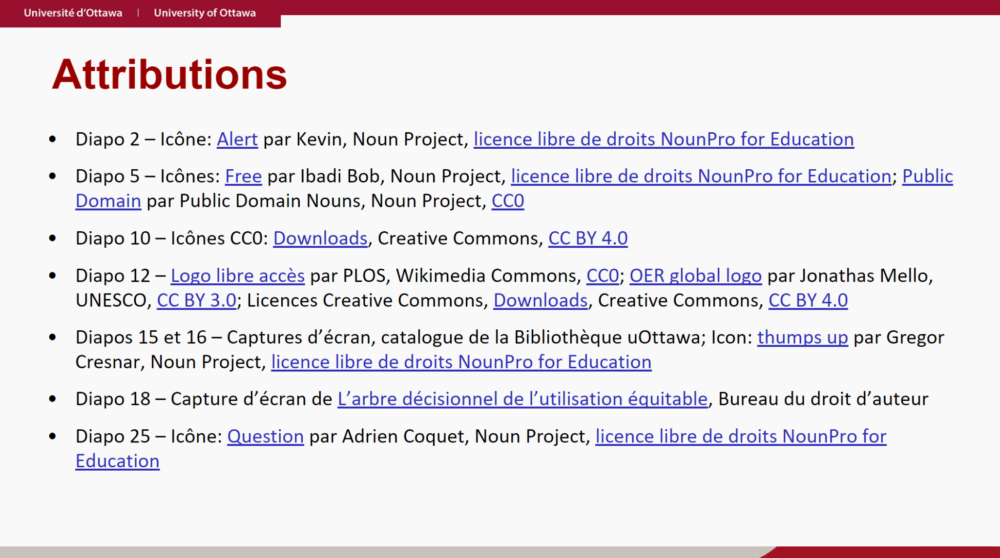 Université d’Ottawa | University of Ottawa
Attributions
• Diapo 2 – Icône: Alert par Kevin, Noun Project, licence libre de droits NounPro for Education
• Diapo 5 – Icônes: Free par Ibadi Bob, Noun Project, licence libre de droits NounPro for Education; Public
Domain par Public Domain Nouns, Noun Project, CC0
• Diapo 10 – Icônes CC0: Downloads, Creative Commons, CC BY 4.0
• Diapo 12 – Logo libre accès par PLOS, Wikimedia Commons, CC0; OER global logo par Jonathas Mello,
UNESCO, CC BY 3.0; Licences Creative Commons, Downloads, Creative Commons, CC BY 4.0
• Diapos 15 et 16 – Captures d’écran, catalogue de la Bibliothèque uOttawa; Icon: thumps up par Gregor
Cresnar, Noun Project, licence libre de droits NounPro for Education
• Diapo 18 – Capture d’écran de L’arbre décisionnel de l’utilisation équitable, Bureau du droit d’auteur
• Diapo 25 – Icône: Question par Adrien Coquet, Noun Project, licence libre de droits NounPro for
Education